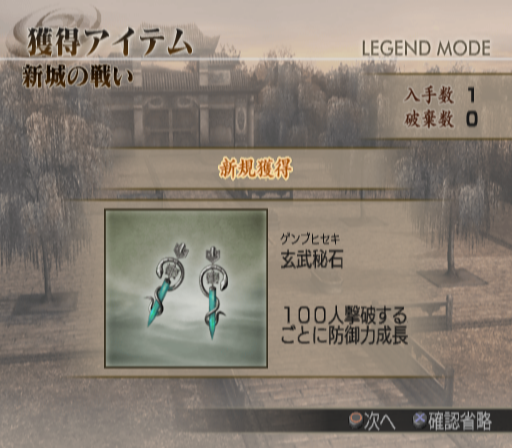 獲得アイテム
LEGEND MODE
新城の戦い
入手数 1
破棄数 0
新規獲得
ゲンブヒセキ
玄武秘石
100人撃破する
ごとに防御力成長
次へ 確認省略